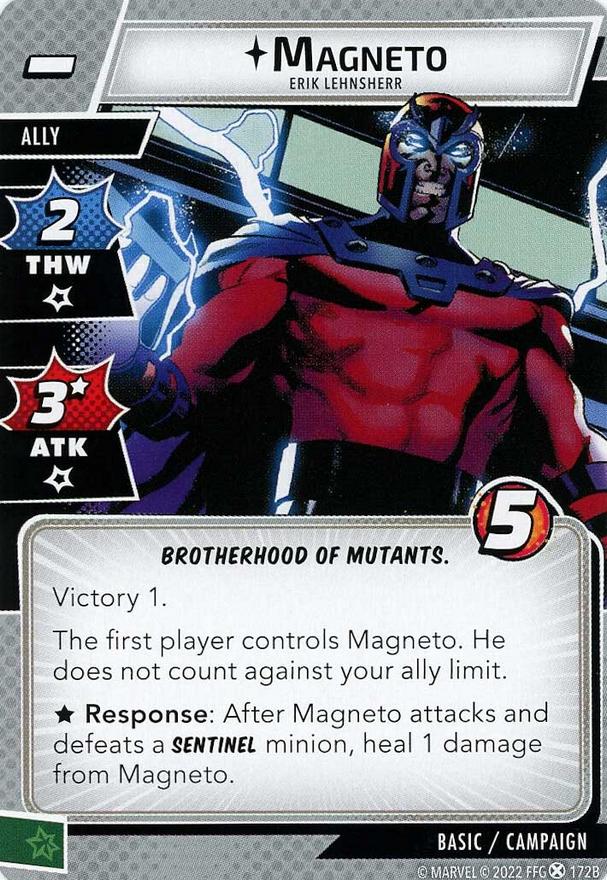 MAGNETO
ERIK LEHNSHERR
ALLY
2
THW
3
ATK
5
BROTHERHOOD OF MUTANTS.
Victory 1.
The first player controls Magneto. He
does not count against your ally limit.
★ Response: After Magneto attacks and
defeats a SENTINEL minion, heal 1 damage
from Magneto.
BASIC / CAMPAIGN
© MARVEL © 2022 FFG 172B